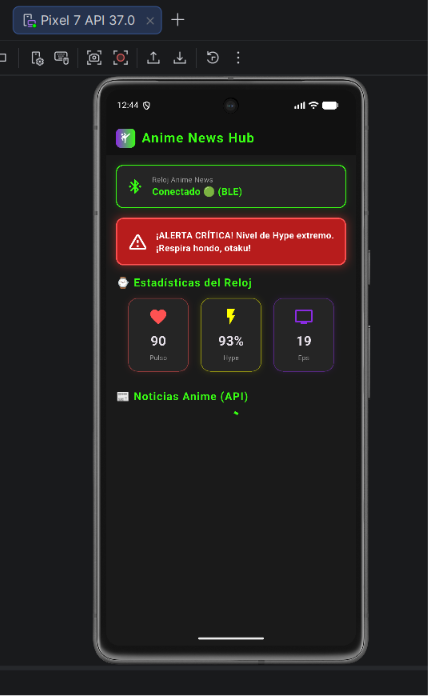 Pixel 7 API 37.0
12:44
Anime News Hub
Reloj Anime News
Conectado 🟢 (BLE)
¡ALERTA CRÍTICA! Nivel de Hype extremo.
¡Respira hondo, otaku!
⌚ Estadísticas del Reloj
90
Pulso
93%
Hype
19
Eps
📰 Noticias Anime (API)